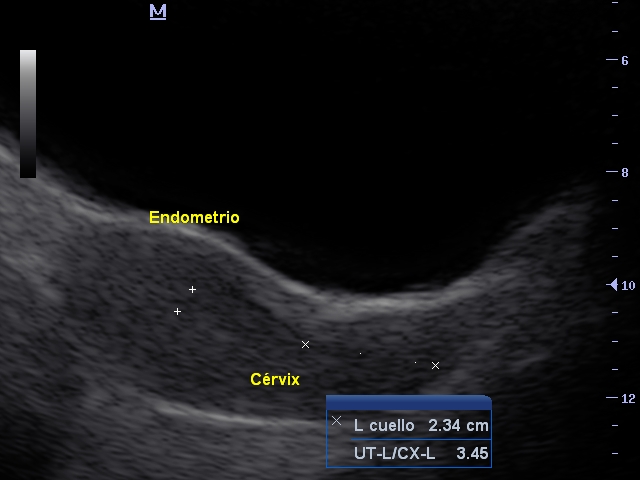 M
6
8
Endometrio
10
Cérvix
12
L cuello 2.34 cm
UT-L/CX-L 3.45